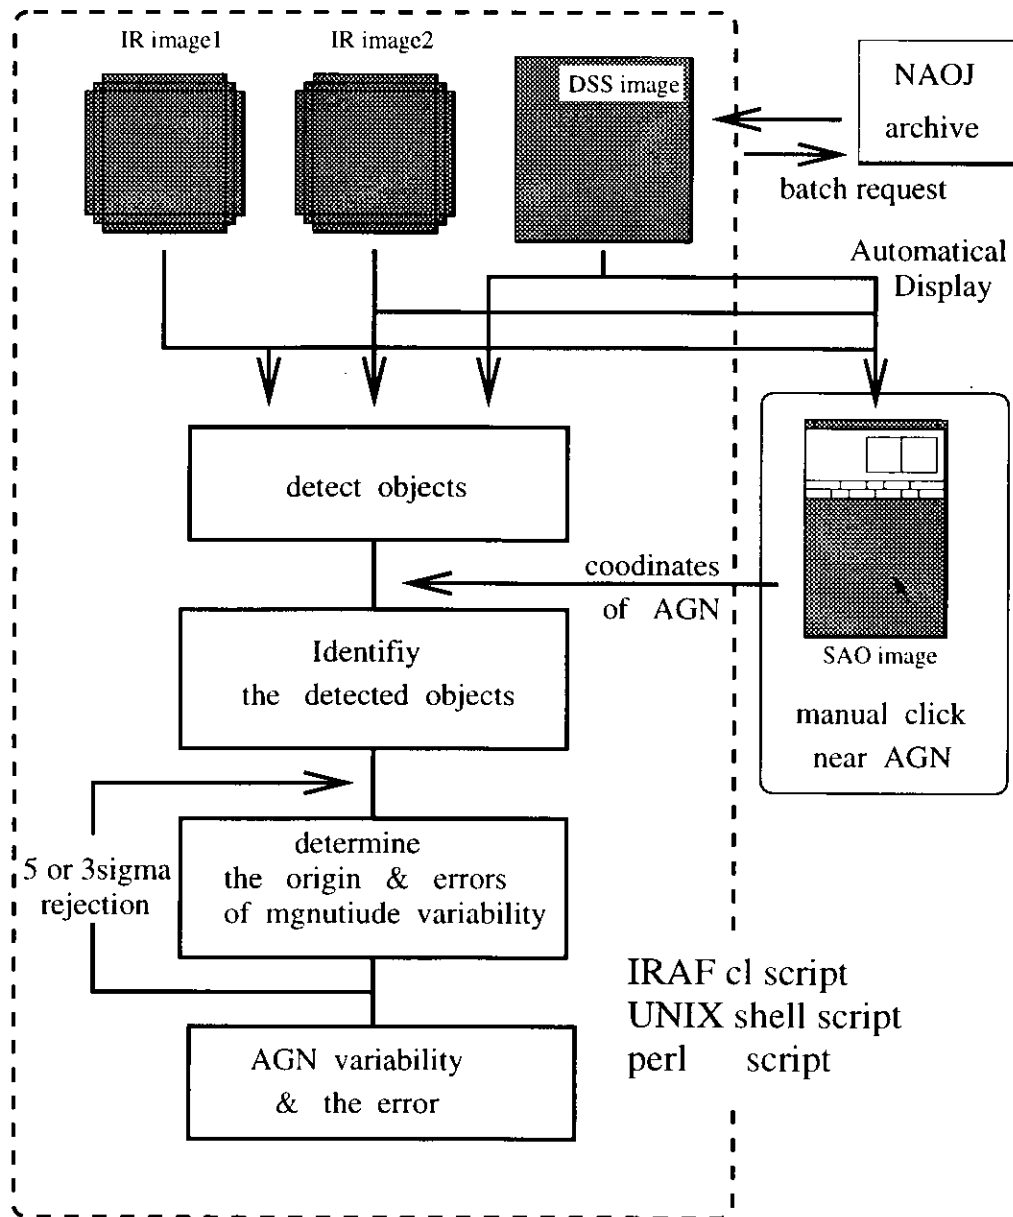 IR image1
IR image2
DSS image
NAOJ
archive
batch request
Automatical
Display
detect objects
coodinates
of AGN
SAO image
manual click
near AGN
Identifiy
the detected objects
5 or 3sigma
rejection
determine
the origin & errors
of mgnutiude variability
IRAF cl script
UNIX shell script
perl script
AGN variability
& the error